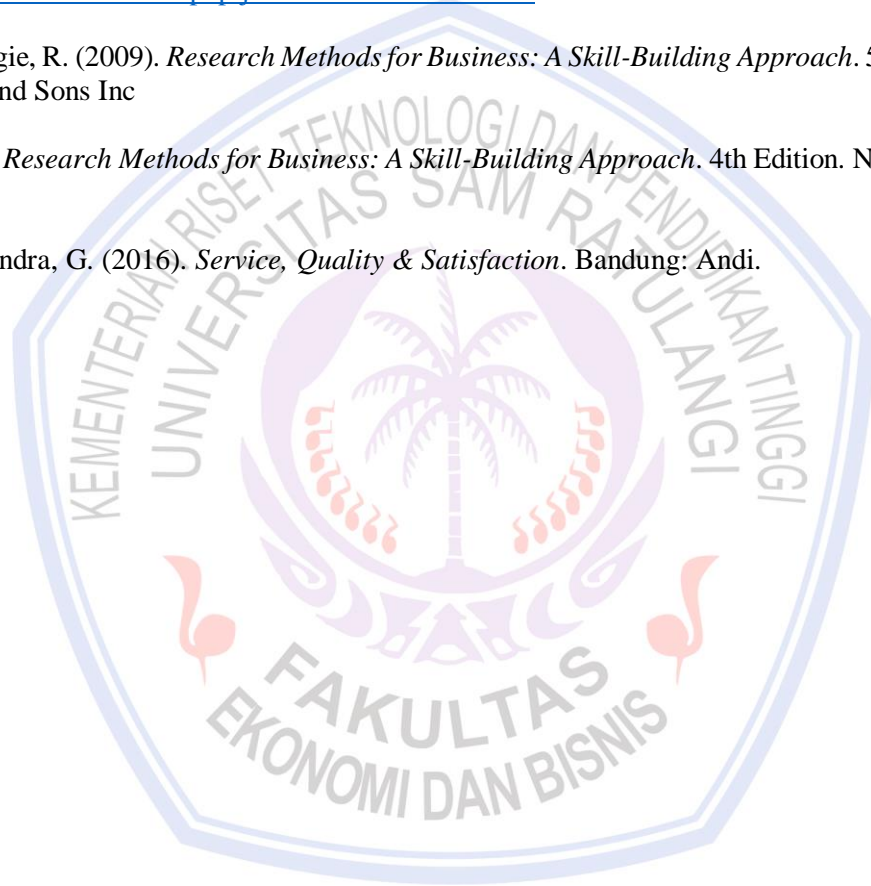 gie, R. (2009). Research Methods for Business: A Skill-Building Approach. 5
nd Sons Inc
Research Methods for Business: A Skill-Building Approach. 4th Edition. N
ndra, G. (2016). Service, Quality & Satisfaction. Bandung: Andi.
KEMENTERIAN RISET TEKNOLOGI DAN PENDIDIKAN TINGGI
UNIVERSITAS SAM RATULANGI
FAKULTAS
EKONOMI DAN BISNIS